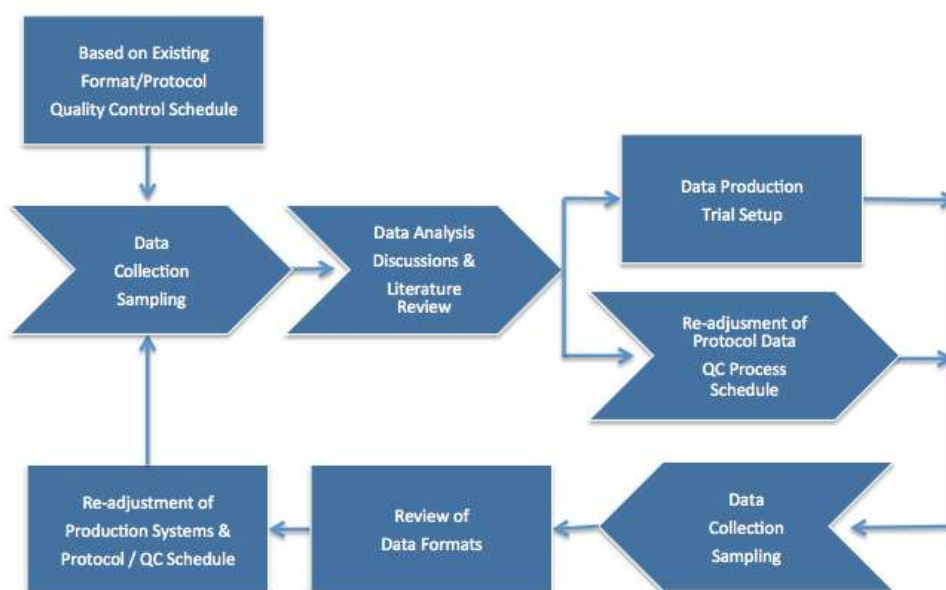 Based on Existing
Format/Protocol
Quality Control Schedule
Data
Collection
Sampling
Data Analysis
Discussions &
Literature
Review
Data Production
Trial Setup
Re-adjusment of
Protocol Data
QC Process
Schedule
Data
Collection
Sampling
Review of
Data Formats
Re-adjustment of
Production Systems &
Protocol / QC Schedule